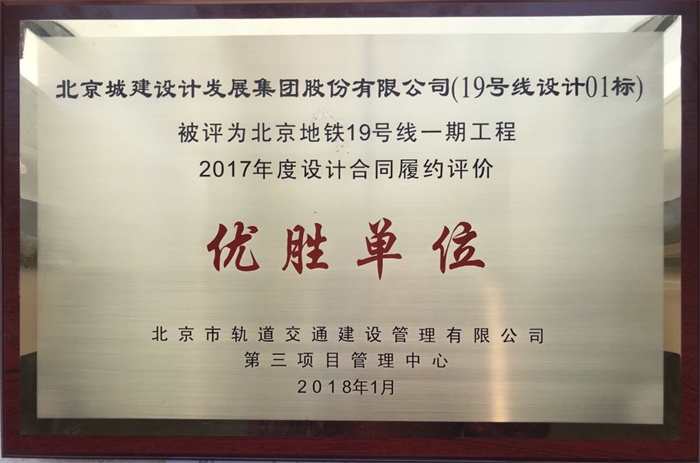 北京城建设计发展集团股份有限公司(19号线设计01标)
被评为北京地铁19号线一期工程
2017年度设计合同履约评价
优胜单位
北京市轨道交通建设管理有限公司
第三项目管理中心
2018年1月